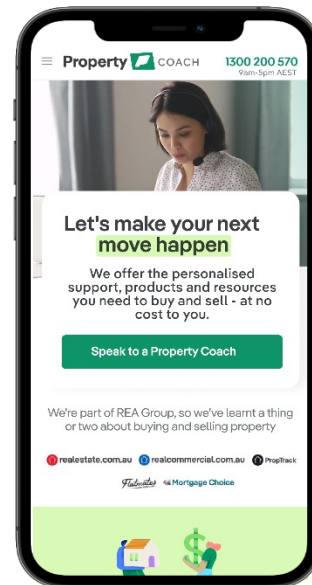 Property COACH
1300 200 570
9am-5pm AEST
Let's make your next
move happen
We offer the personalised
support, products and resources
you need to buy and sell - at no
cost to you.
Speak to a Property Coach
We're part of REA Group, so we've learnt a thing
or two about buying and selling property
realestate.com.au realcommercial.com.au PropTrack
Flatmates Mortgage Choice